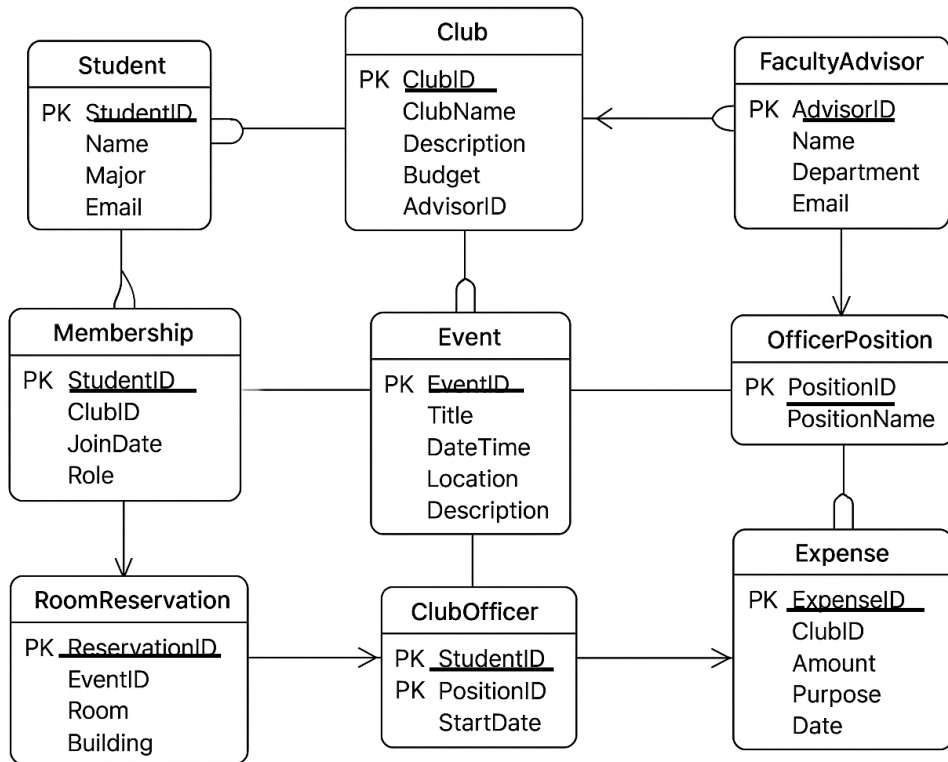 Student
PK StudentID
Name
Major
Email
Club
PK ClubID
ClubName
Description
Budget
AdvisorID
FacultyAdvisor
PK AdvisorID
Name
Department
Email
Membership
PK StudentID
ClubID
JoinDate
Role
Event
PK EventID
Title
DateTime
Location
Description
OfficerPosition
PK PositionID
PositionName
RoomReservation
PK ReservationID
EventID
Room
Building
ClubOfficer
PK StudentID
PK PositionID
StartDate
Expense
PK ExpenseID
ClubID
Amount
Purpose
Date